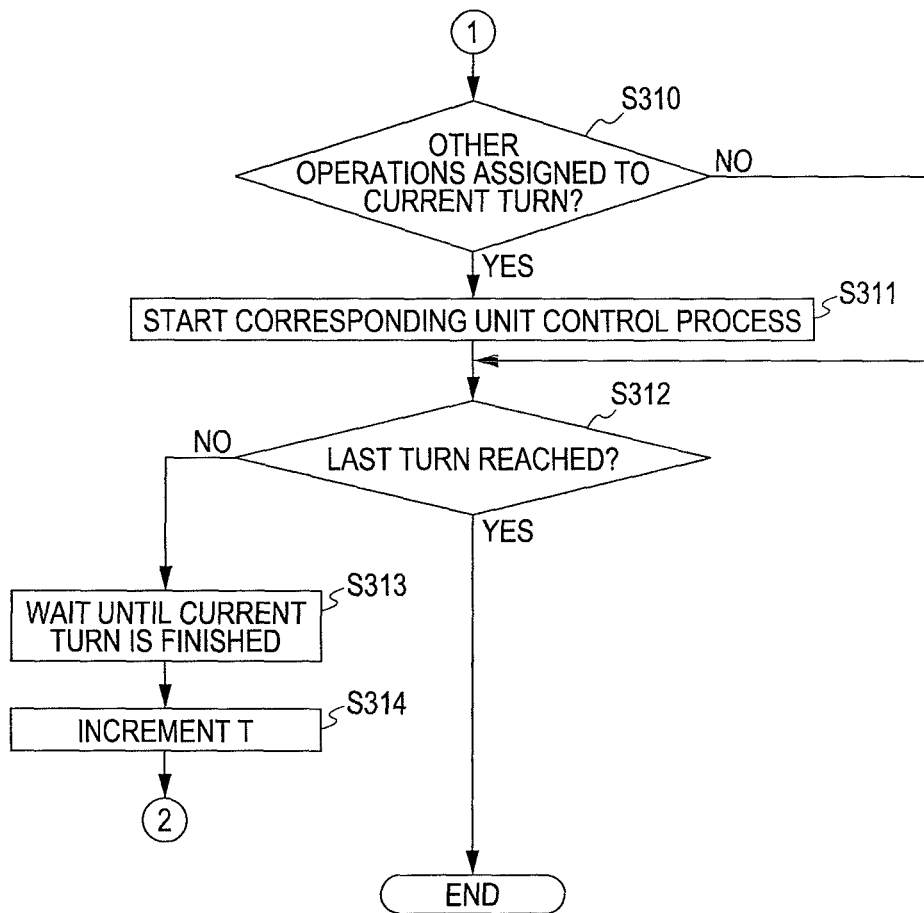 1
S310
OTHER
OPERATIONS ASSIGNED TO
CURRENT TURN?
NO
YES
S311
START CORRESPONDING UNIT CONTROL PROCESS
S312
NO
LAST TURN REACHED?
YES
S313
WAIT UNTIL CURRENT
TURN IS FINISHED
S314
INCREMENT T
2
END